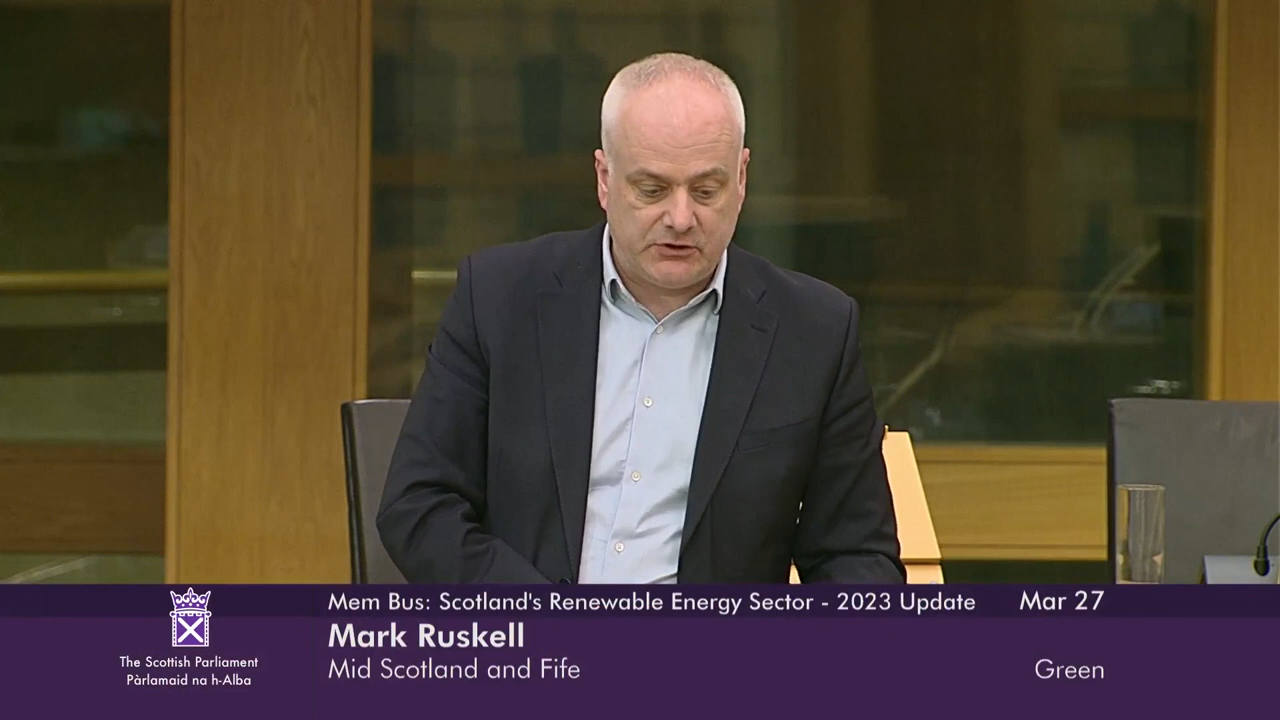 Mem Bus: Scotland's Renewable Energy Sector - 2023 Update Mar 27
Mark Ruskell
Mid Scotland and Fife Green
The Scottish Parliament
Pàrlamaid na h-Alba